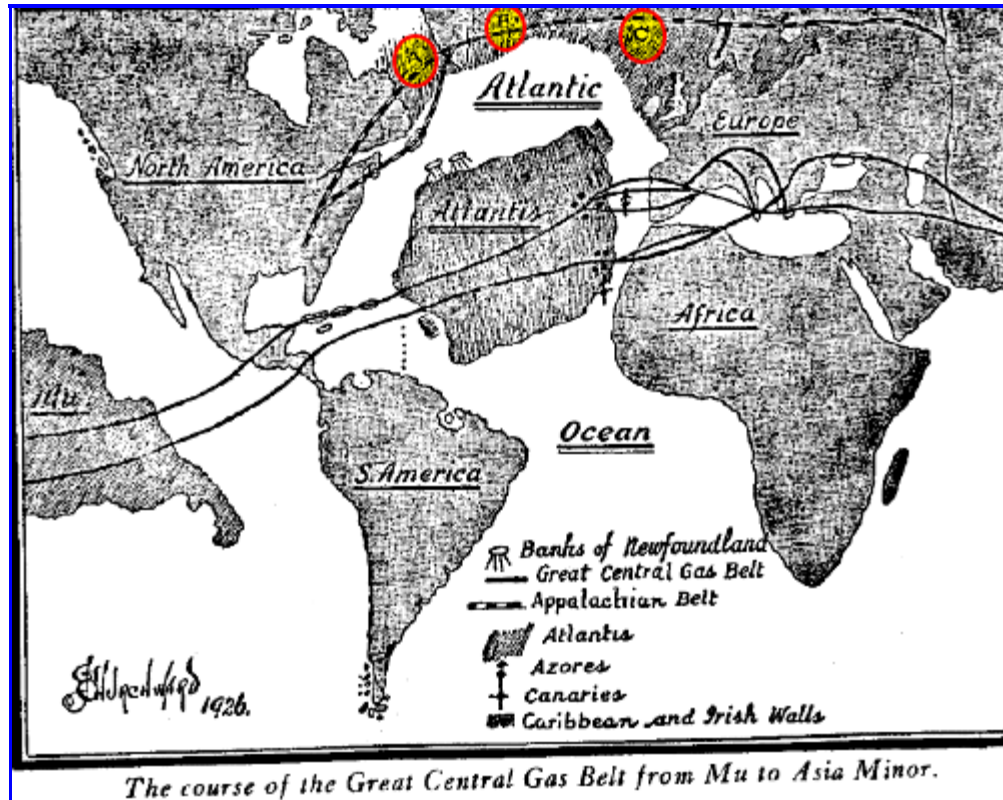 A
B
C
Atlantic
Europe
North America
Atlantis
Africa
Mu
Ocean
S. America
Banks of Newfoundland
Great Central Gas Belt
Appalachian Belt
Atlantis
Azores
Canaries
Caribbean and Irish Walls
J Churchward 1926.
The course of the Great Central Gas Belt from Mu to Asia Minor.